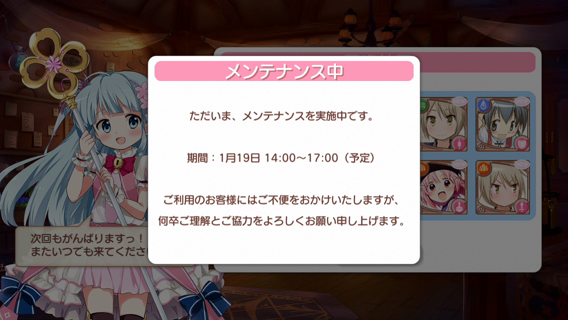 メンテナンス中
ただいま、メンテナンスを実施中です。
期間：1月19日 14:00～17:00（予定）
ご利用のお客様にはご不便をおかけいたしますが、
何卒ご理解とご協力をよろしくお願い申し上げます。
次回もがんばりますっ！
またいつでも来てくださ